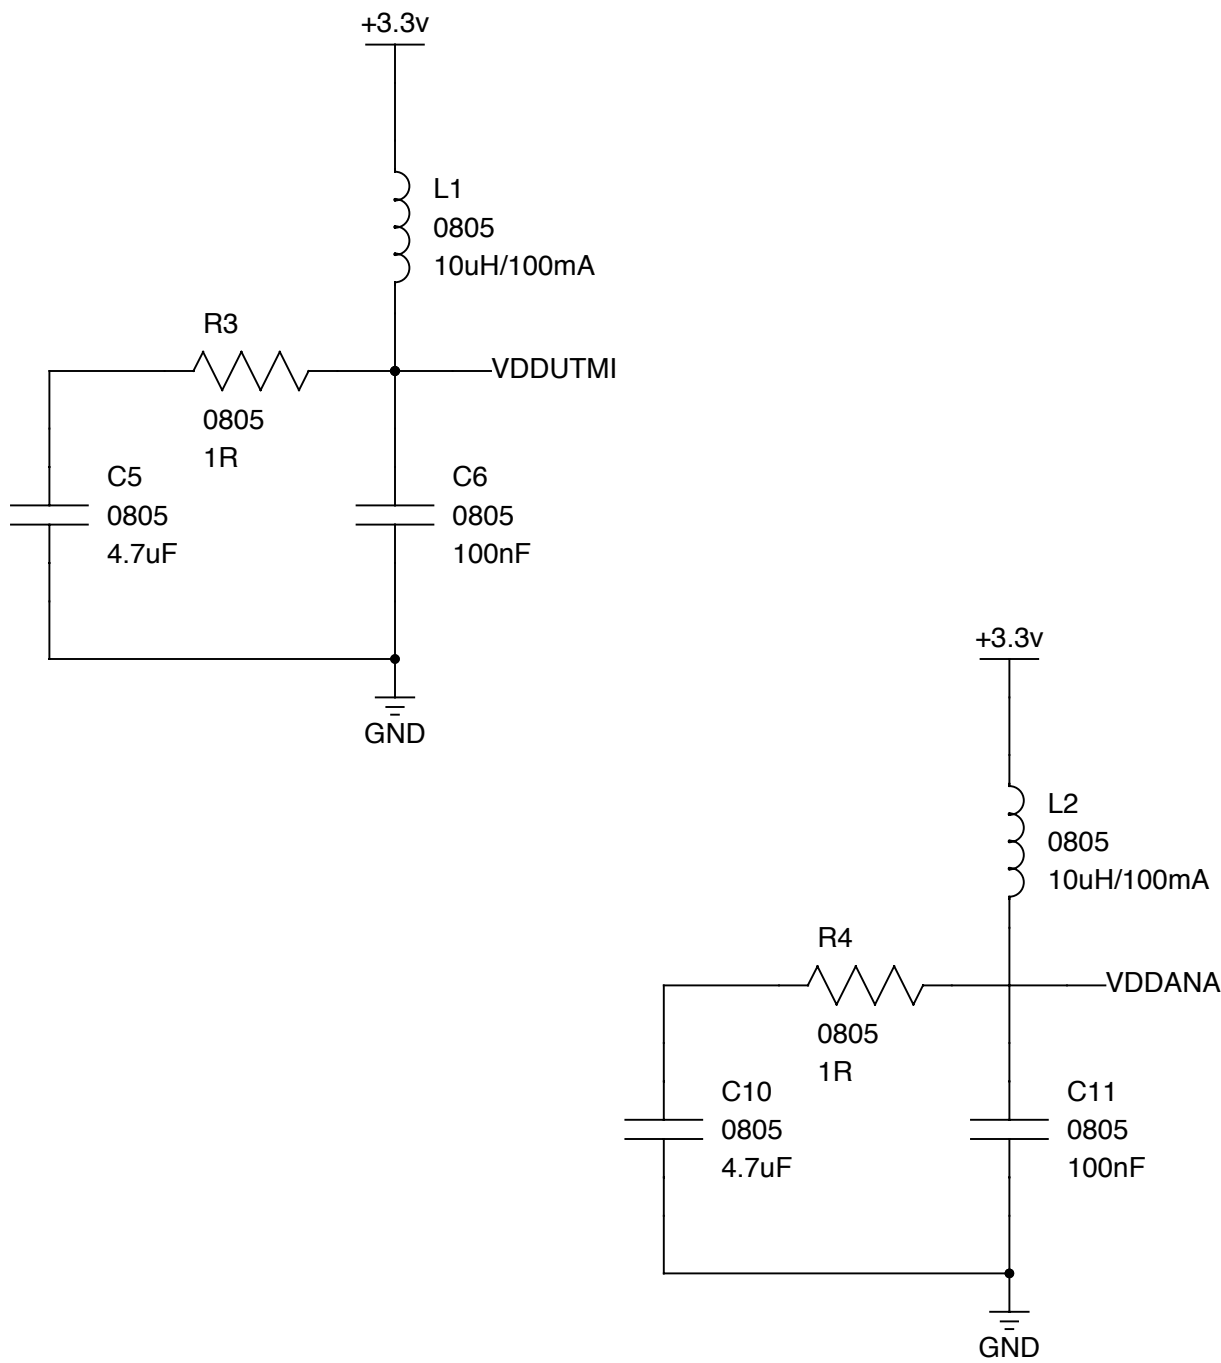 +3.3v
L1
0805
10uH/100mA
R3
VDDUTMI
0805
1R
C5
0805
4.7uF
C6
0805
100nF
GND
+3.3v
L2
0805
10uH/100mA
R4
VDDANA
0805
1R
C10
0805
4.7uF
C11
0805
100nF
GND